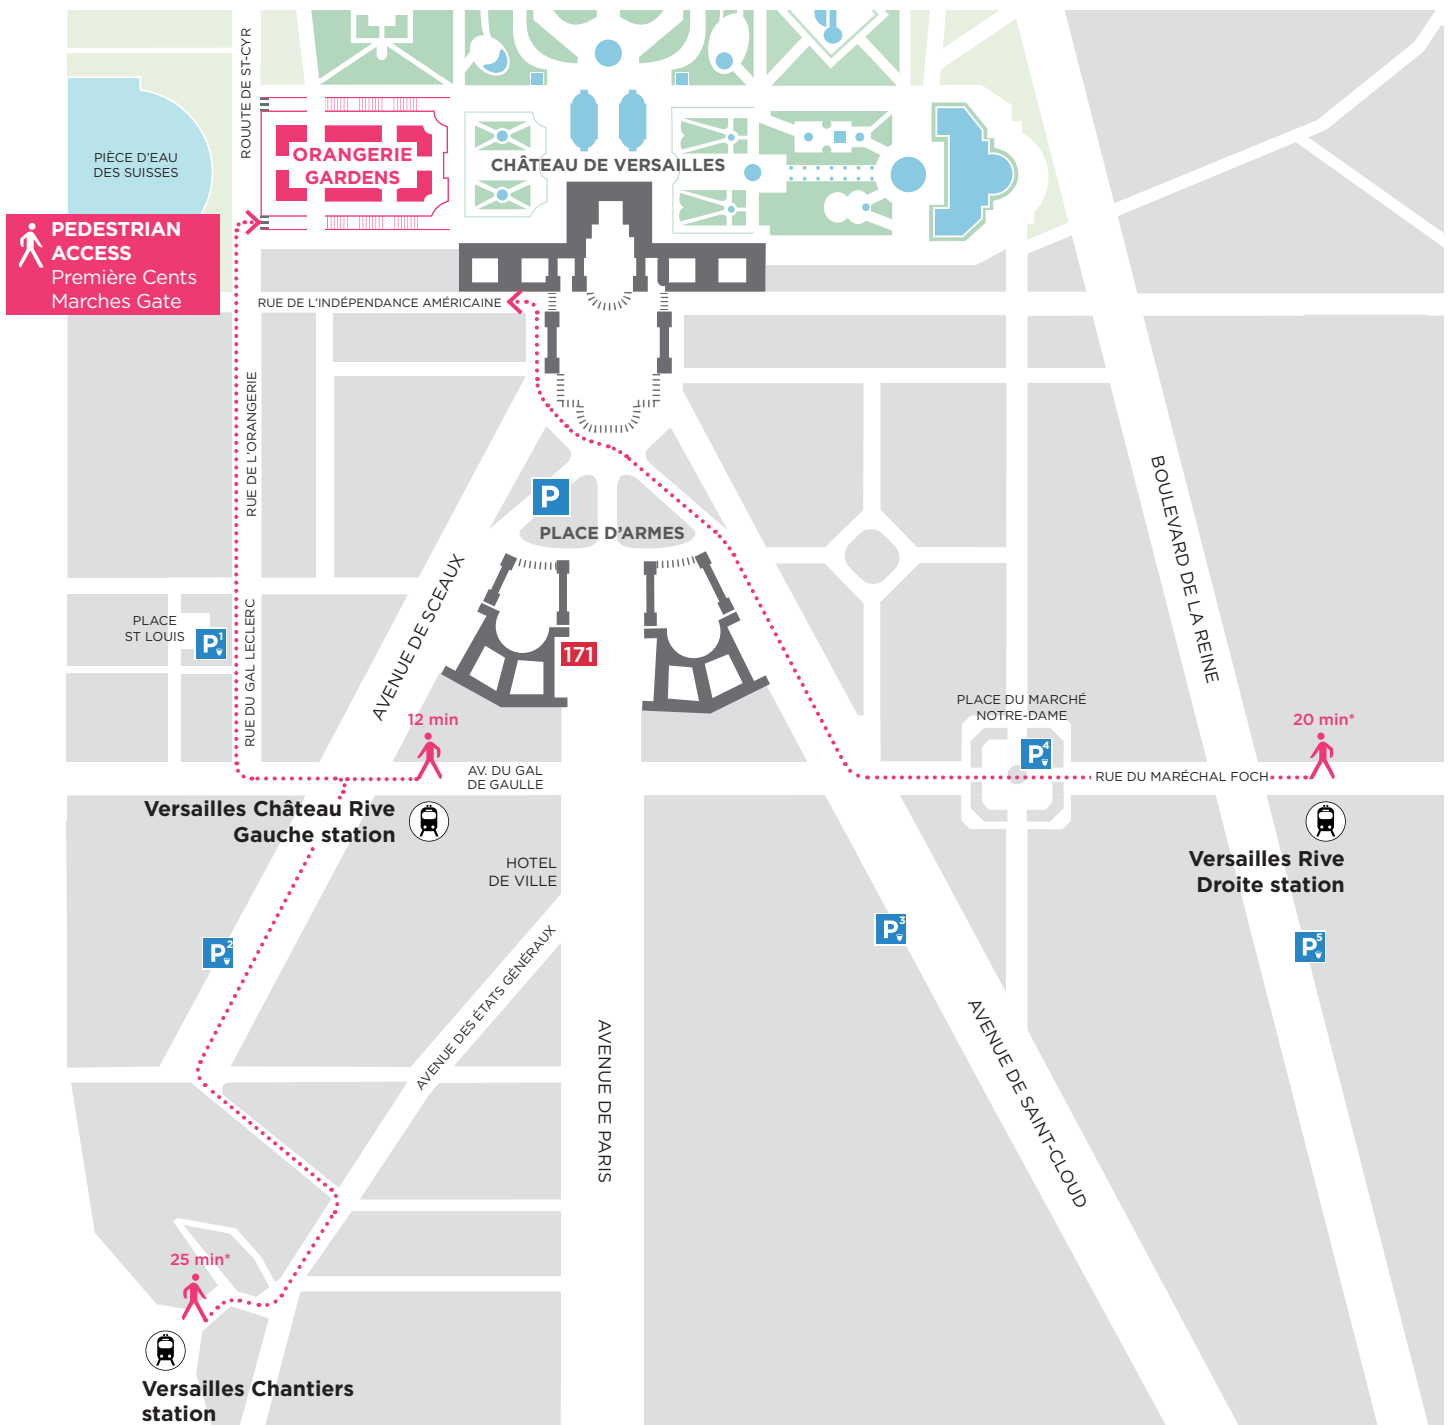 ROUUTE DE ST-CYR
PIÈCE D'EAU
DES SUISSES
ORANGERIE
GARDENS
CHÂTEAU DE VERSAILLES
PEDESTRIAN
ACCESS
Première Cents
Marches Gate
RUE DE L'INDÉPENDANCE AMÉRICAINE
RUE DE L'ORANGERIE
P
PLACE D'ARMES
BOULEVARD DE LA REINE
AVENUE DE SCEAUX
PLACE
ST LOUIS
P1
RUE DU GAL LECLERC
171
PLACE DU MARCHÉ
NOTRE-DAME
P4
12 min
20 min*
AV. DU GAL
DE GAULLE
RUE DU MARÉCHAL FOCH
Versailles Château Rive
Gauche station
HOTEL
DE VILLE
Versailles Rive
Droite station
P2
P3
P5
AVENUE DES ÉTATS GÉNÉRAUX
AVENUE DE PARIS
AVENUE DE SAINT-CLOUD
25 min*
Versailles Chantiers
station